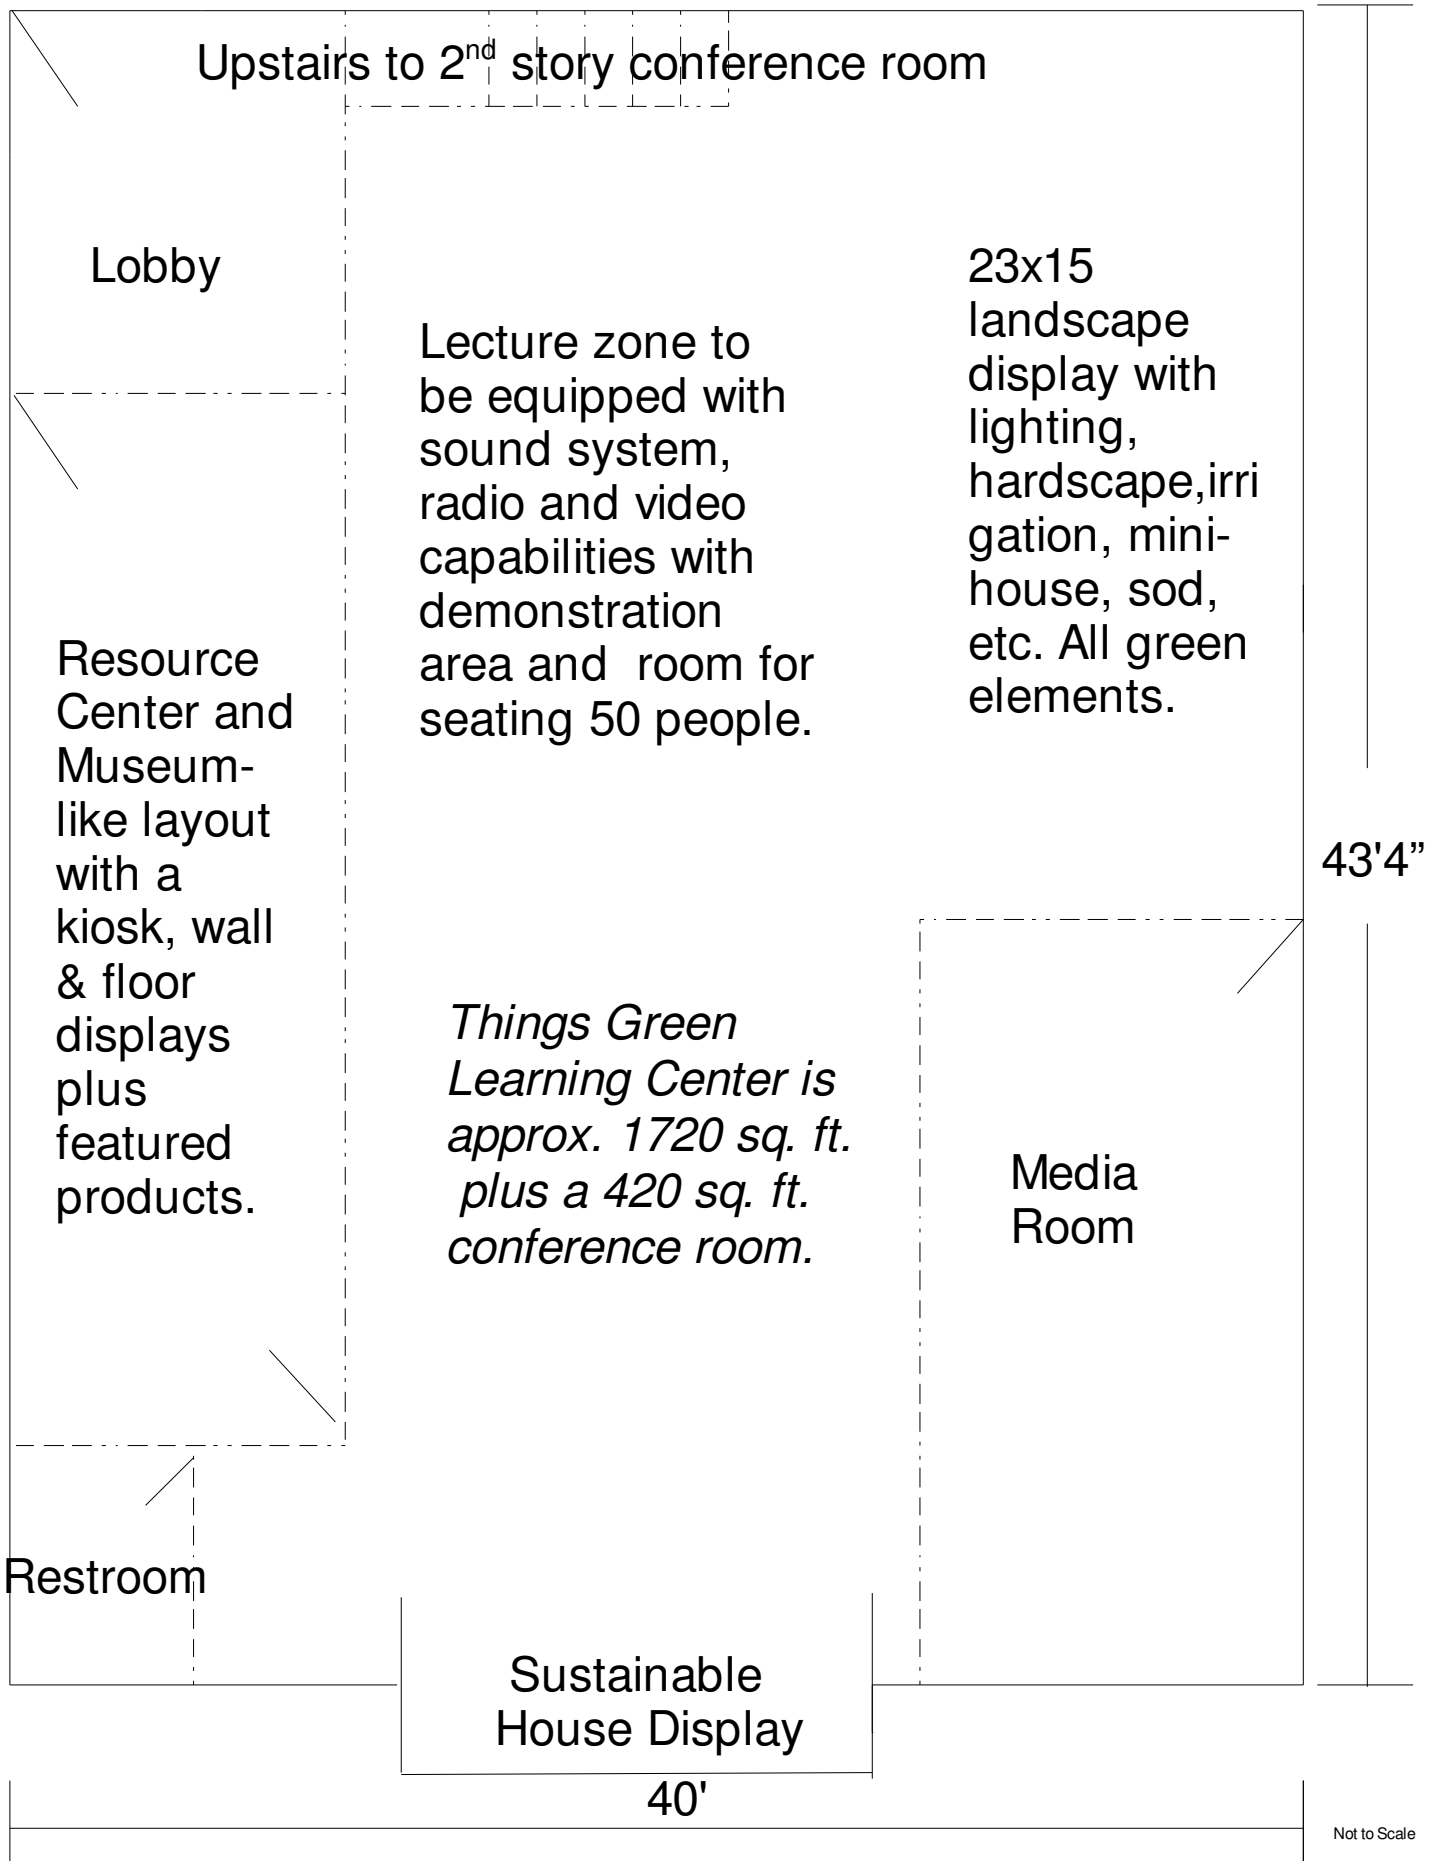 Upstairs to 2nd story conference room
Lobby
Lecture zone to
be equipped with
sound system,
radio and video
capabilities with
demonstration
area and room for
seating 50 people.
23x15
landscape
display with
lighting,
hardscape,irri
gation, mini-
house, sod,
etc. All green
elements.
Resource
Center and
Museum-
like layout
with a
kiosk, wall
& floor
displays
plus
featured
products.
43'4”
Things Green
Learning Center is
approx. 1720 sq. ft.
plus a 420 sq. ft.
conference room.
Media
Room
Restroom
Sustainable
House Display
40'
Not to Scale